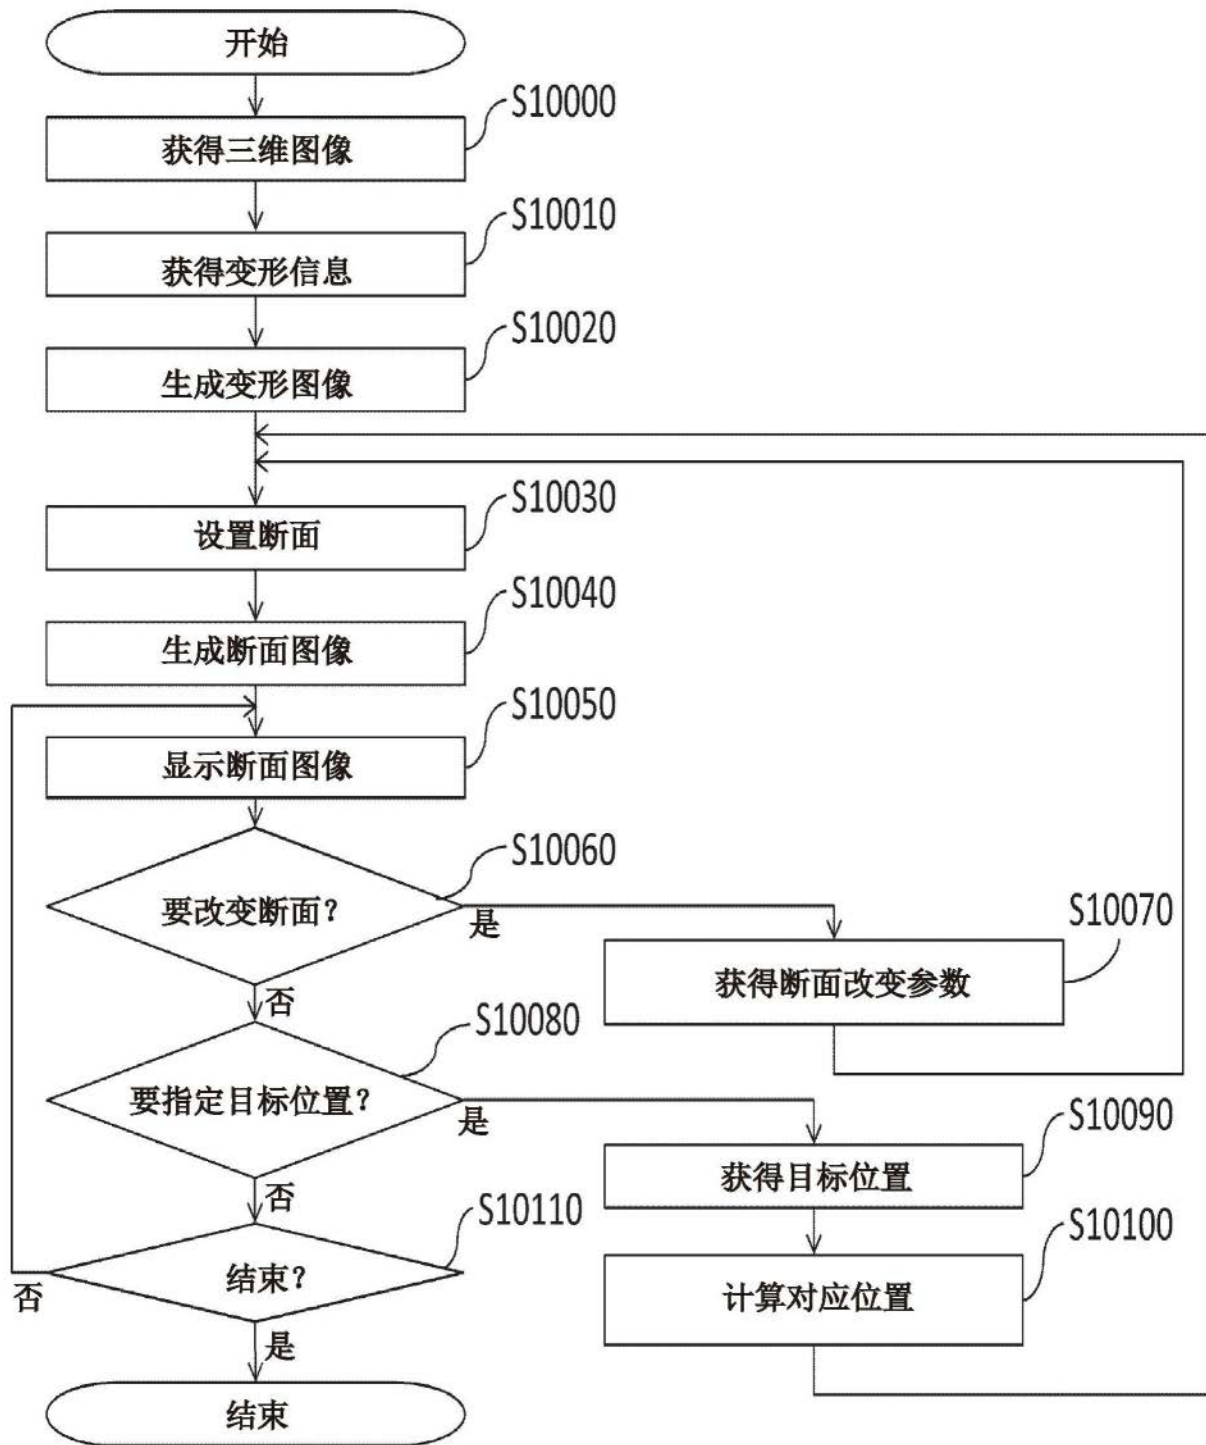 开始
S10000
获得三维图像
S10010
获得变形信息
S10020
生成变形图像
S10030
设置断面
S10040
生成断面图像
S10050
显示断面图像
S10060
要改变断面？
是
S10070
获得断面改变参数
否
S10080
要指定目标位置？
是
S10090
获得目标位置
否
S10110
S10100
结束？
计算对应位置
否
是
结束